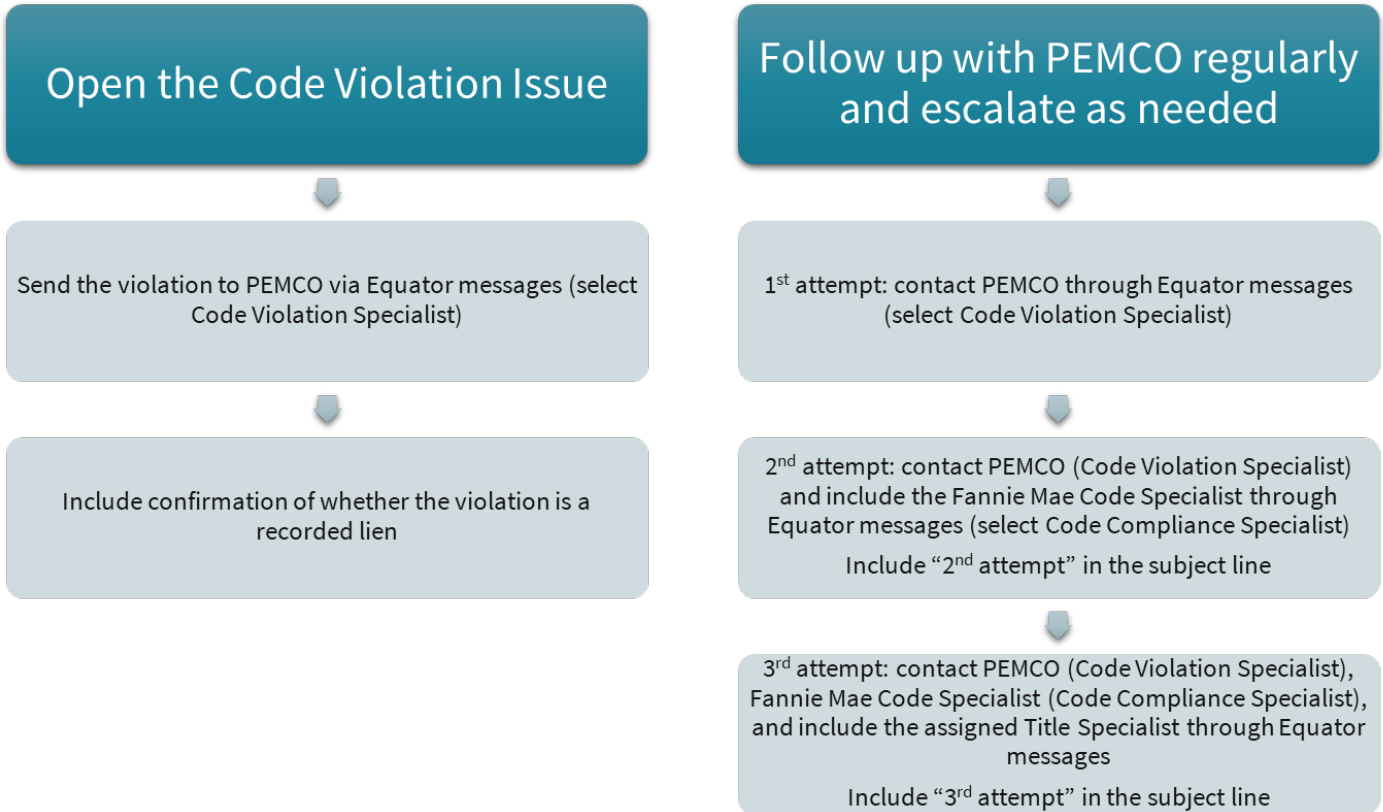 Open the Code Violation Issue
Send the violation to PEMCO via Equator messages (select
Code Violation Specialist)
Include confirmation of whether the violation is a
recorded lien
Follow up with PEMCO regularly
and escalate as needed
1st attempt: contact PEMCO through Equator messages
(select Code Violation Specialist)
2nd attempt: contact PEMCO (Code Violation Specialist)
and include the Fannie Mae Code Specialist through
Equator messages (select Code Compliance Specialist)
Include “2nd attempt” in the subject line
3rd attempt: contact PEMCO (Code Violation Specialist),
Fannie Mae Code Specialist (Code Compliance Specialist),
and include the assigned Title Specialist through Equator
messages
Include “3rd attempt” in the subject line